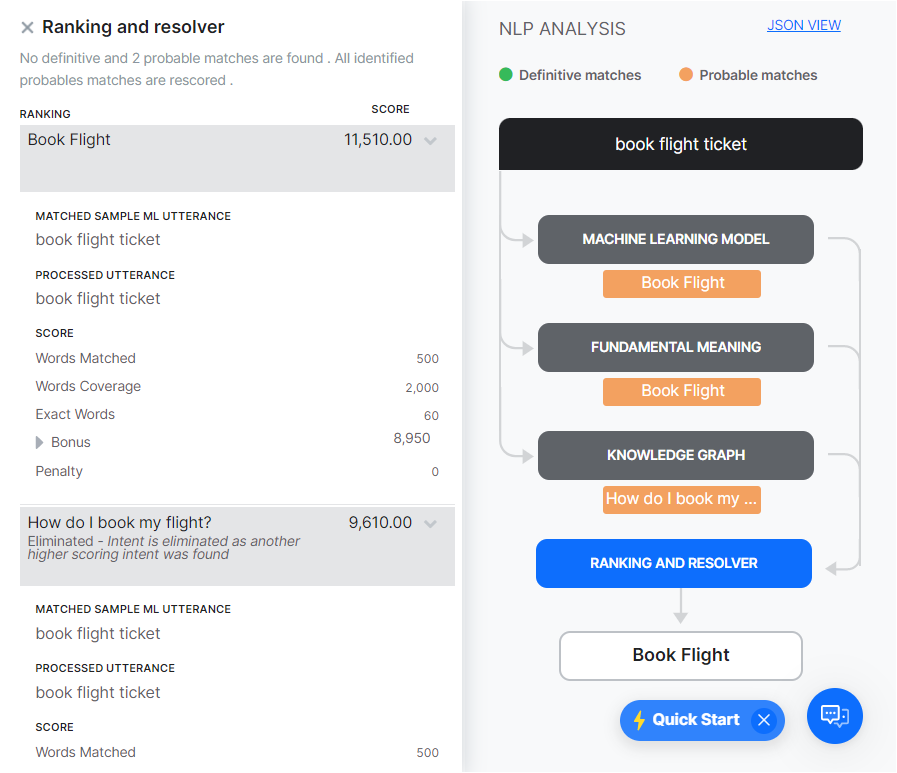 Ranking and resolver
No definitive and 2 probable matches are found . All identified
probables matches are rescored .
RANKING
SCORE
Book Flight
11,510.00
MATCHED SAMPLE ML UTTERANCE
book flight ticket
PROCESSED UTTERANCE
book flight ticket
SCORE
Words Matched
500
Words Coverage
2,000
Exact Words
60
Bonus
8,950
Penalty
0
How do I book my flight?
9,610.00
Eliminated - Intent is eliminated as another
higher scoring intent was found
MATCHED SAMPLE ML UTTERANCE
book flight ticket
PROCESSED UTTERANCE
book flight ticket
SCORE
Words Matched
500
NLP ANALYSIS
JSON VIEW
Definitive matches
Probable matches
book flight ticket
MACHINE LEARNING MODEL
Book Flight
FUNDAMENTAL MEANING
Book Flight
KNOWLEDGE GRAPH
How do I book my ...
RANKING AND RESOLVER
Book Flight
Quick Start